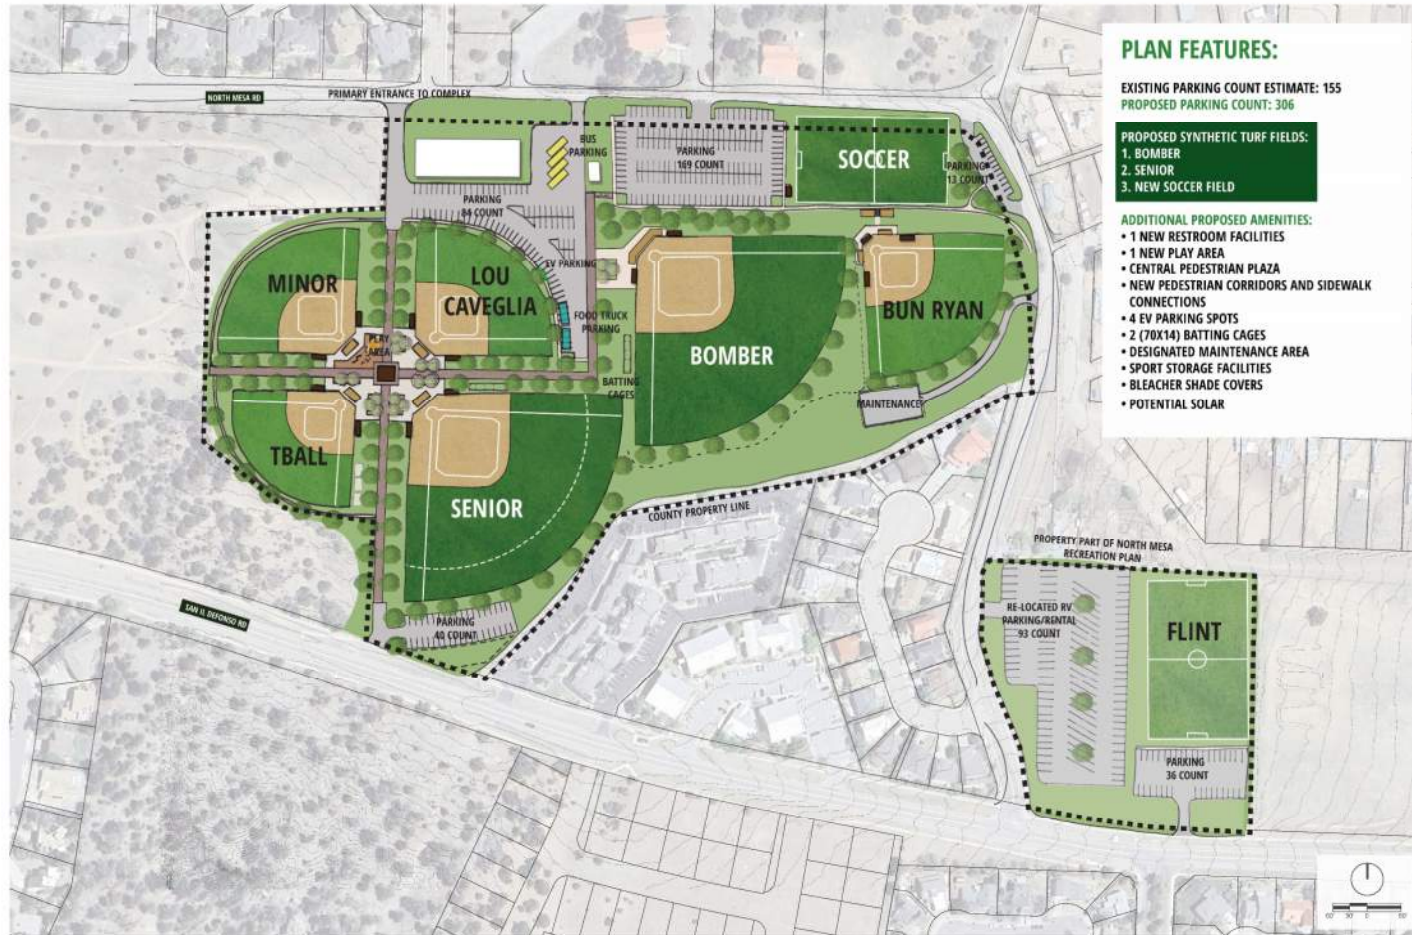 PLAN FEATURES:
EXISTING PARKING COUNT ESTIMATE: 155
PROPOSED PARKING COUNT: 306
PROPOSED SYNTHETIC TURF FIELDS:
1. BOMBER
2. SENIOR
3. NEW SOCCER FIELD
ADDITIONAL PROPOSED AMENITIES:
• 1 NEW RESTROOM FACILITIES
• 1 NEW PLAY AREA
• CENTRAL PEDESTRIAN PLAZA
• NEW PEDESTRIAN CORRIDORS AND SIDEWALK
CONNECTIONS
• 4 EV PARKING SPOTS
• 2 (70X14) BATTING CAGES
• DESIGNATED MAINTENANCE AREA
• SPORT STORAGE FACILITIES
• BLEACHER SHADE COVERS
• POTENTIAL SOLAR
NORTH MESA RD
PRIMARY ENTRANCE TO COMPLEX
BUS
PARKING
PARKING
169 COUNT
SOCCER
PARKING
13 COUNT
PARKING
84 COUNT
MINOR
LOU
CAVEGLIA
EV PARKING
FOOD TRUCK
PARKING
BUN RYAN
PLAY
AREA
BOMBER
BATTING
CAGES
MAINTENANCE
TBALL
SENIOR
COUNTY PROPERTY LINE
SAN IL DEFONSO RD
PARKING
40 COUNT
PROPERTY PART OF NORTH MESA
RECREATION PLAN
RE-LOCATED RV
PARKING/RENTAL
93 COUNT
FLINT
PARKING
36 COUNT